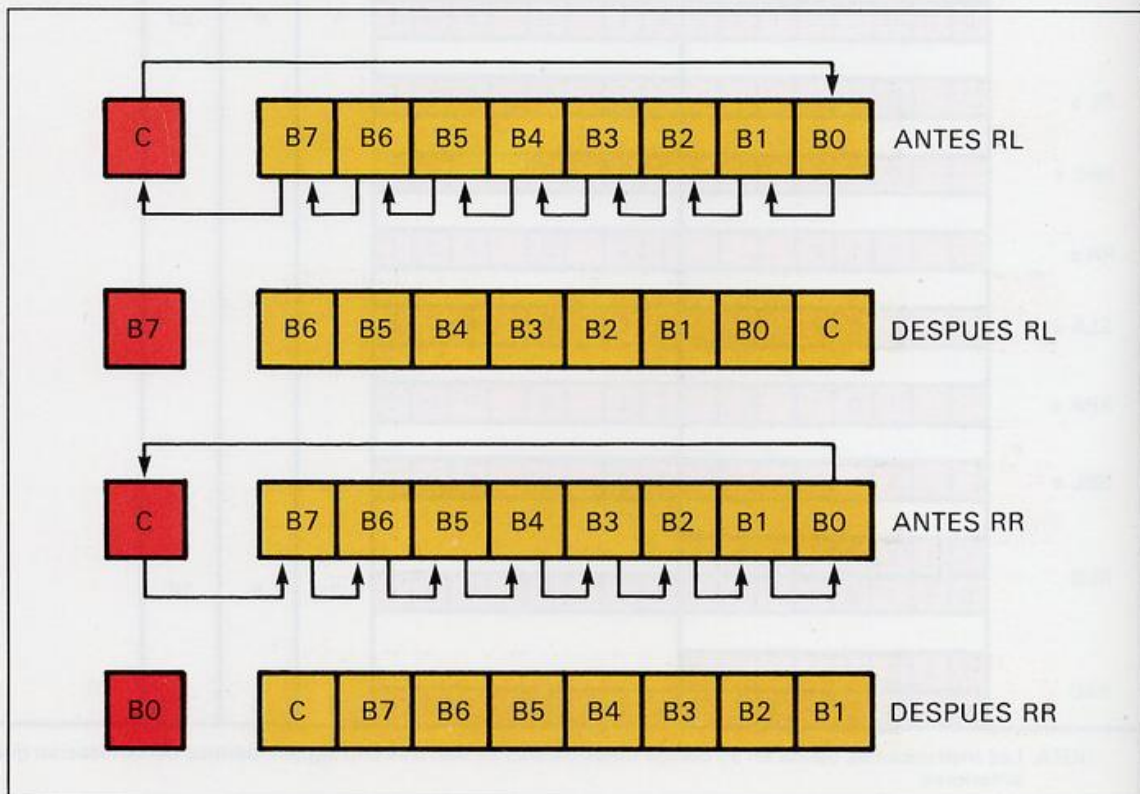 C B7 B6 B5 B4 B3 B2 B1 B0 ANTES RL
B7 B6 B5 B4 B3 B2 B1 B0 C DESPUES RL
C B7 B6 B5 B4 B3 B2 B1 B0 ANTES RR
B0 C B7 B6 B5 B4 B3 B2 B1 DESPUES RR